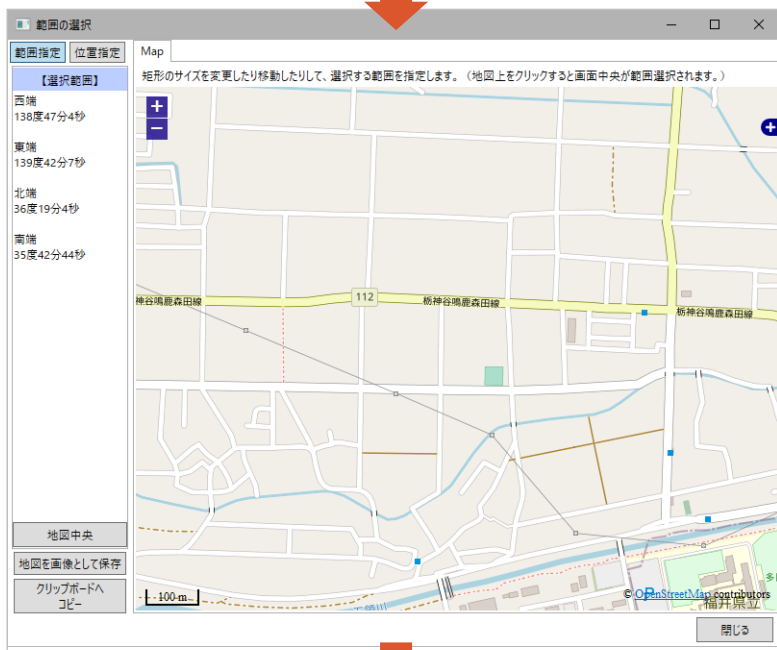 範囲の選択
範囲指定 位置指定
Map
【選択範囲】
西端
138度47分4秒
東端
139度42分7秒
北端
36度19分4秒
南端
35度42分44秒
矩形のサイズを変更したり移動したりして、選択する範囲を指定します。（地図上をクリックすると画面中央が範囲選択されます。）
+
−
+
神谷鳴鹿森田線
112
栃神谷鳴鹿森田線
栃神谷鳴鹿森田線
地図中央
地図を画像として保存
クリップボードへ
コピー
100 m
P
© OpenStreetMap contributors
福井県立
閉じる